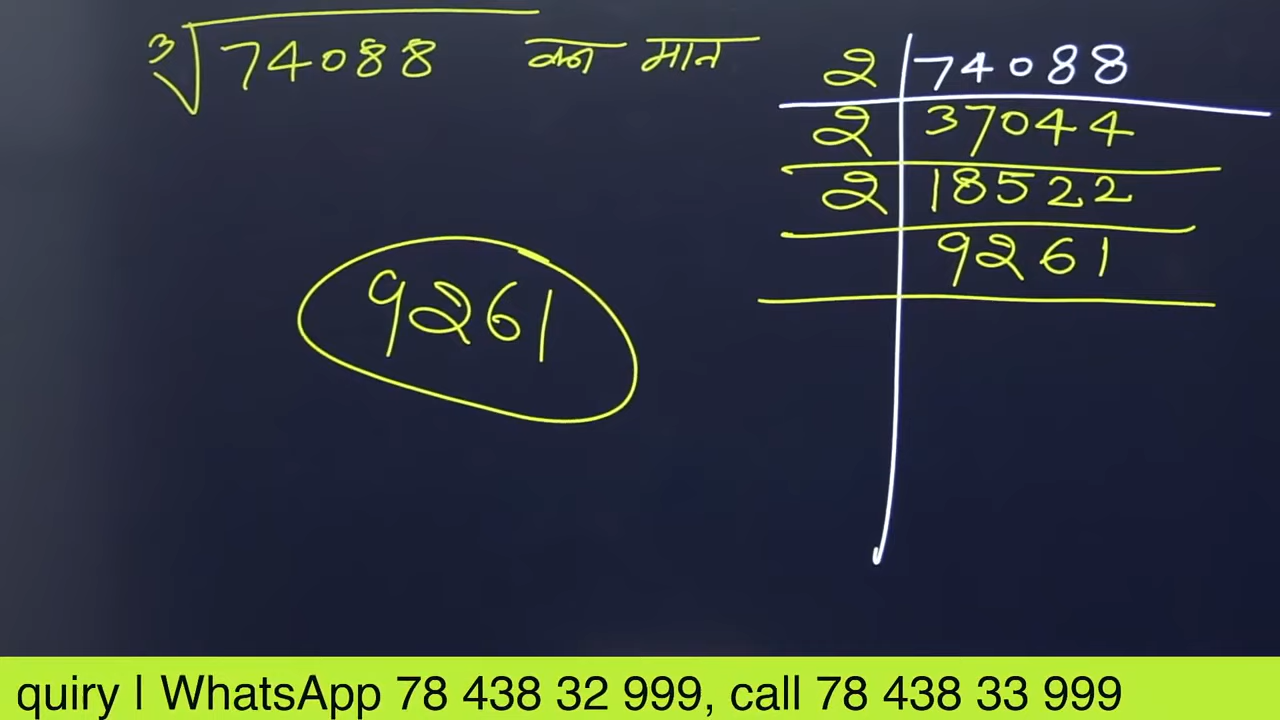 ∛74088 का मान
2 | 74088
2 | 37044
2 | 18522
9261
9261
quiry | WhatsApp 78 438 32 999, call 78 438 33 999